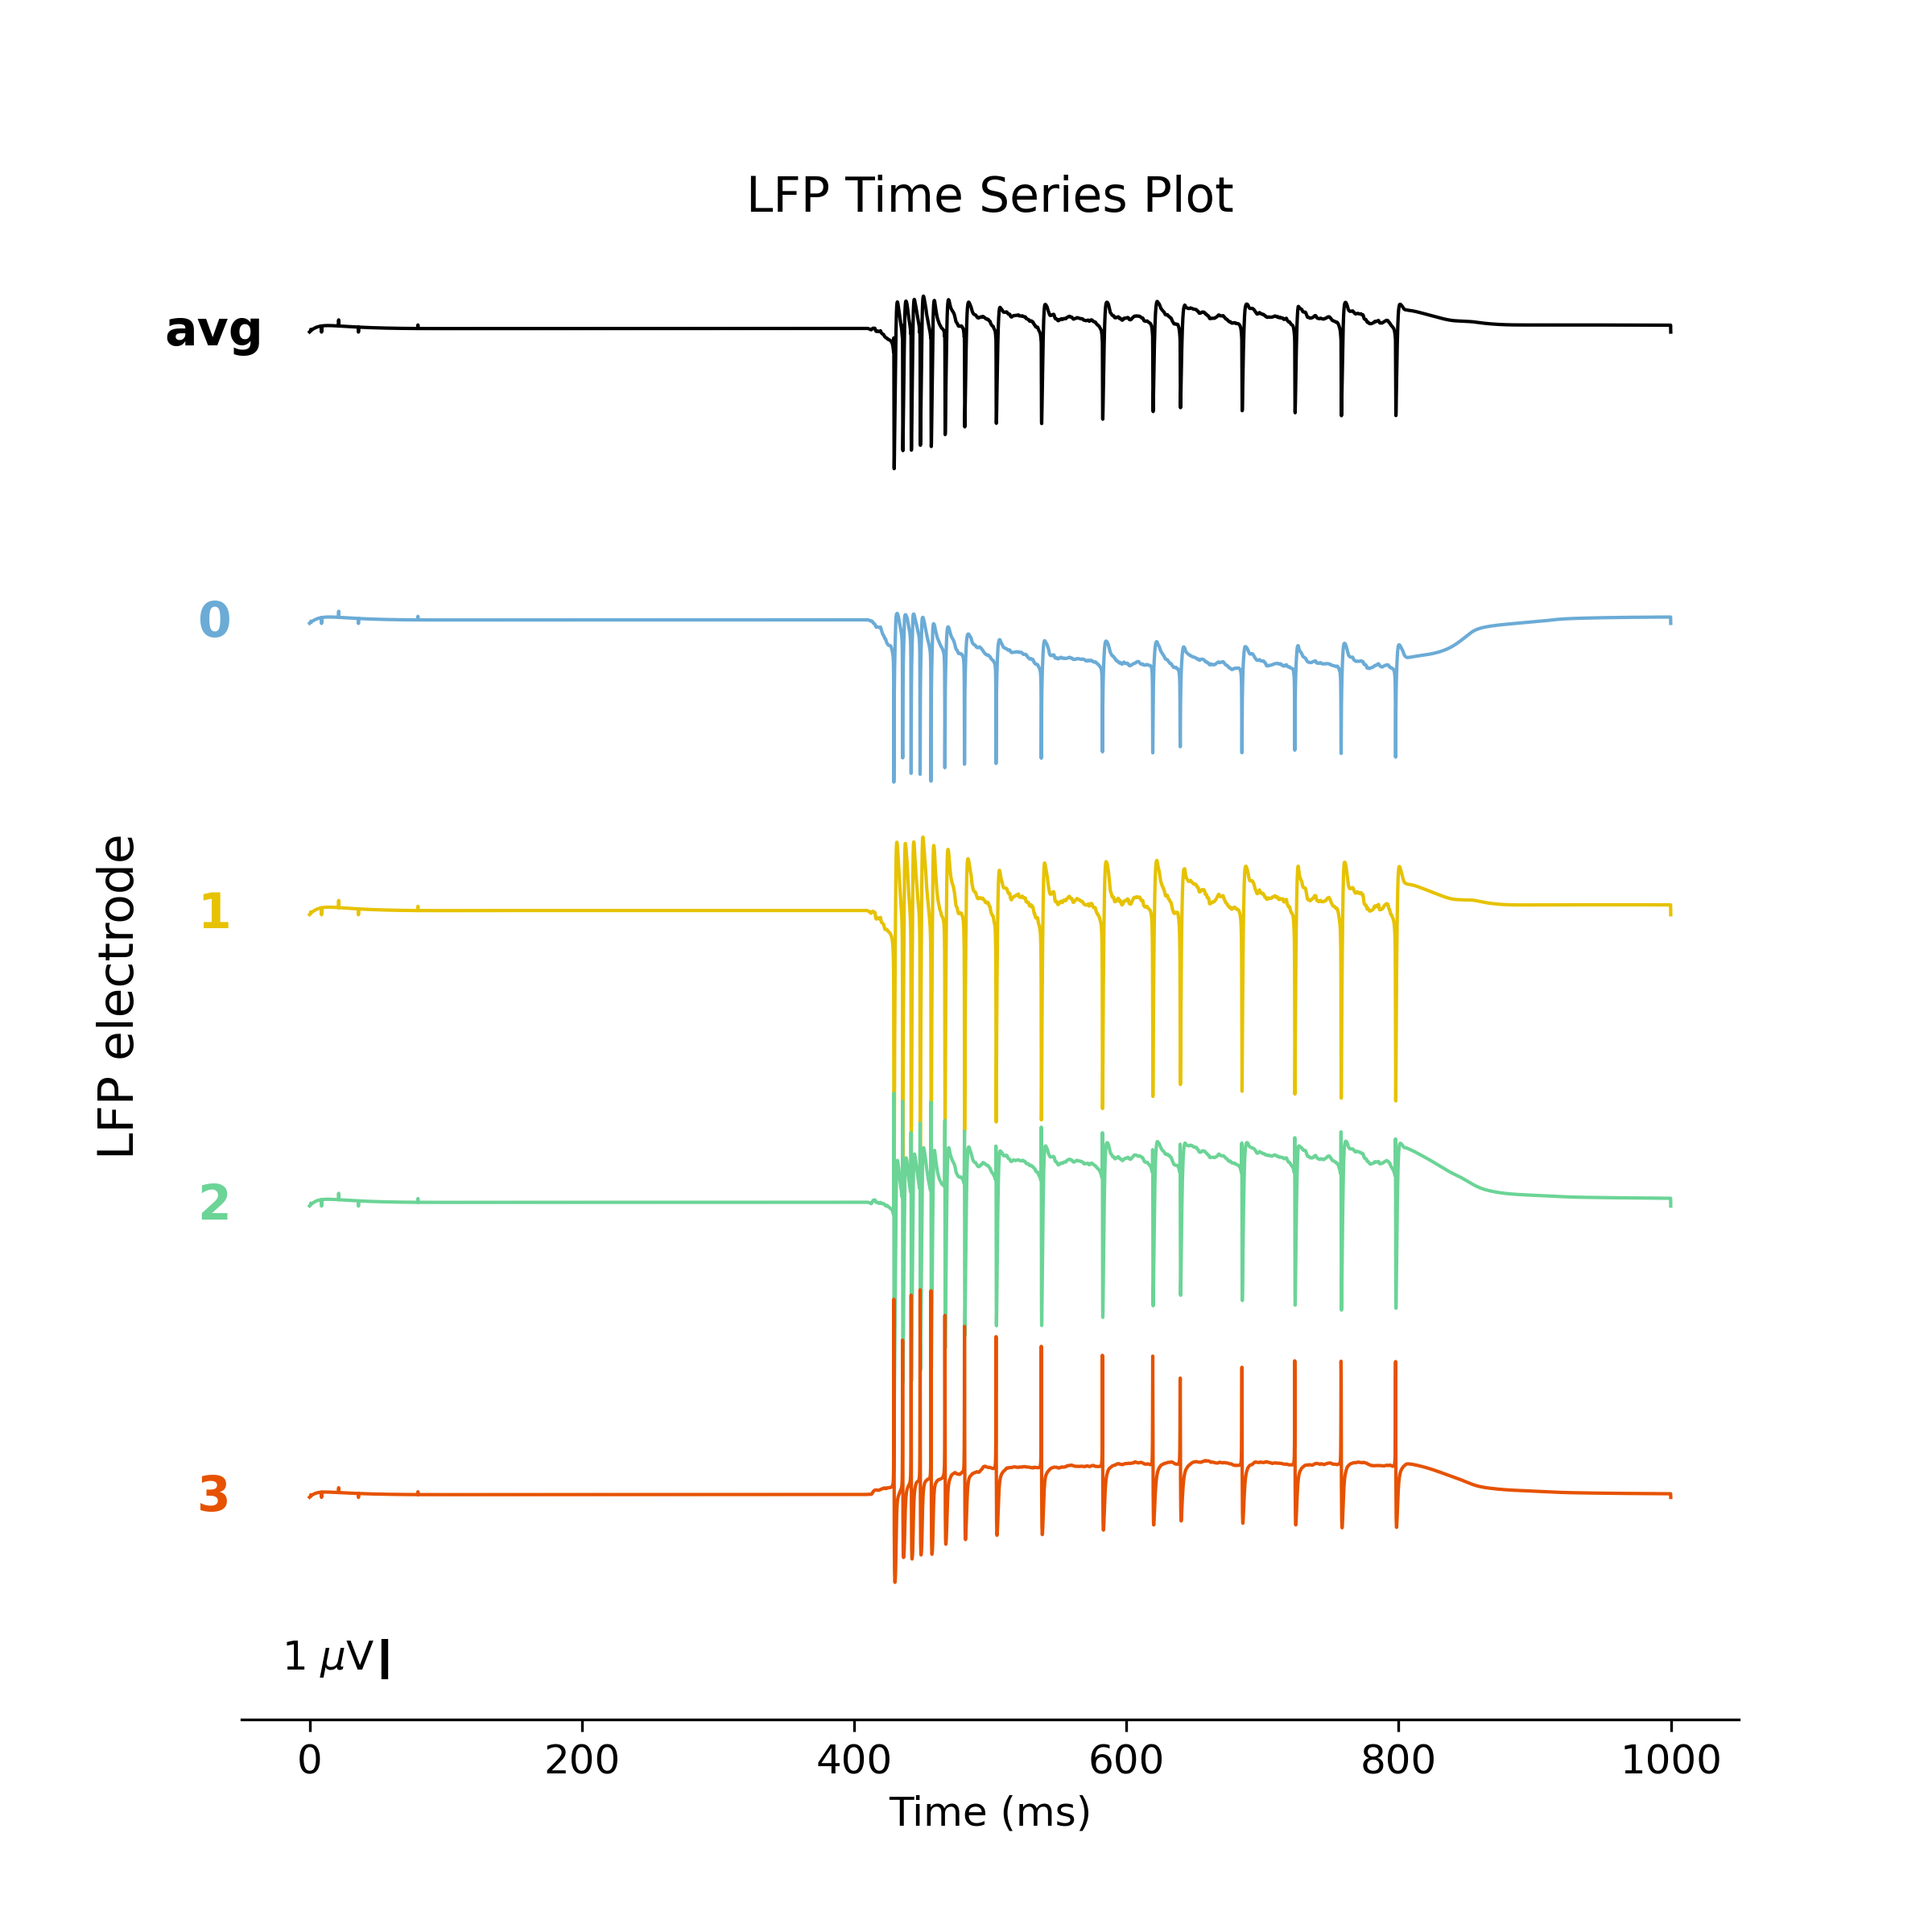 LFP Time Series Plot
avg
0
1
2
3
LFP electrode
1 μV
0 200 400 600 800 1000
Time (ms)